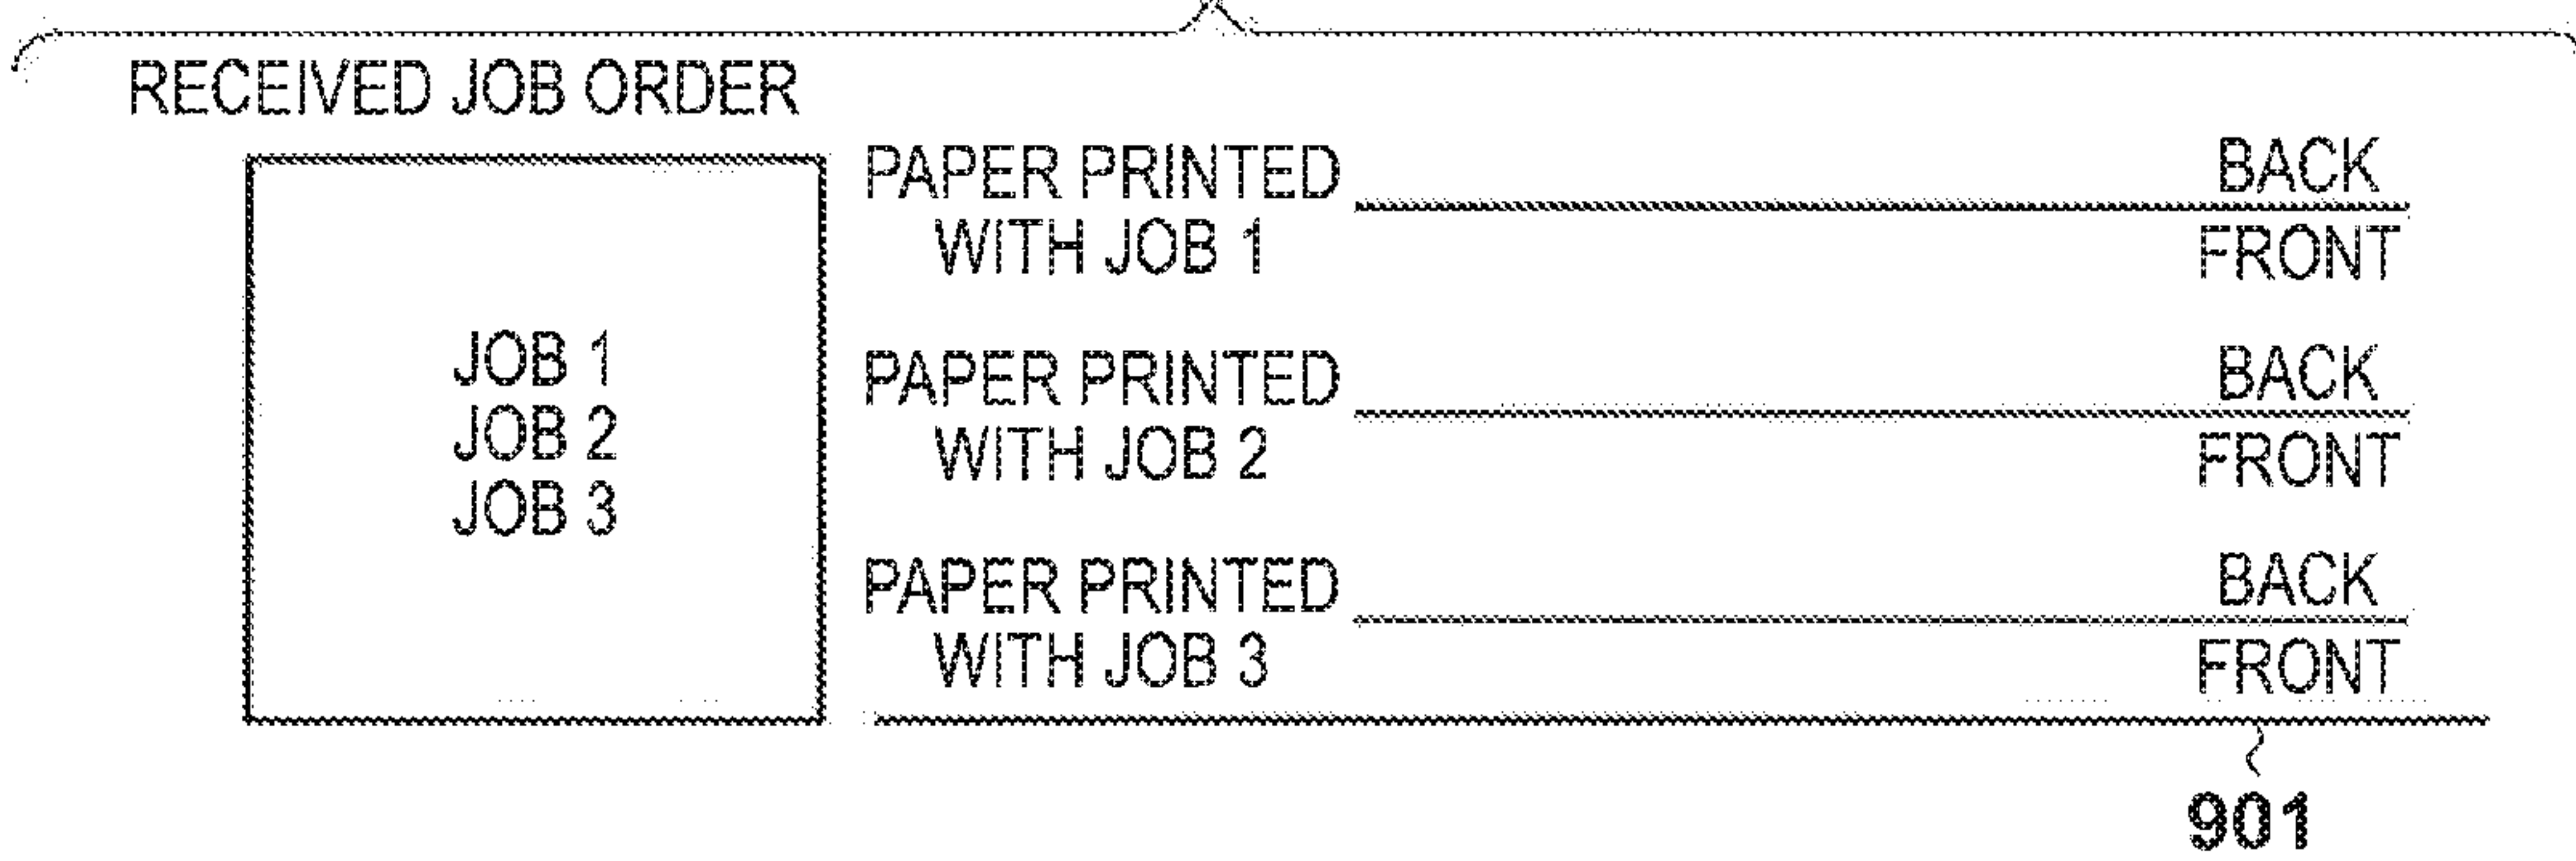 RECEIVED JOB ORDER
JOB 1
JOB 2
JOB 3
PAPER PRINTED
WITH JOB 1
BACK
FRONT
PAPER PRINTED
WITH JOB 2
BACK
FRONT
PAPER PRINTED
WITH JOB 3
BACK
FRONT
901